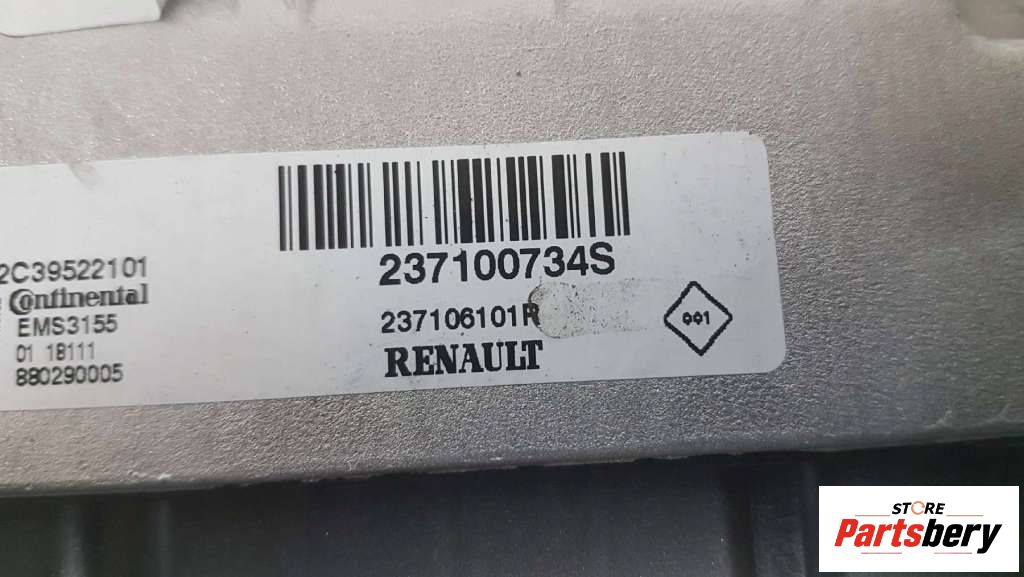 2C39522101
Continental
EMS3155
01 18111
880290005
237100734S
237106101R
RENAULT
001
STORE
Partsbery